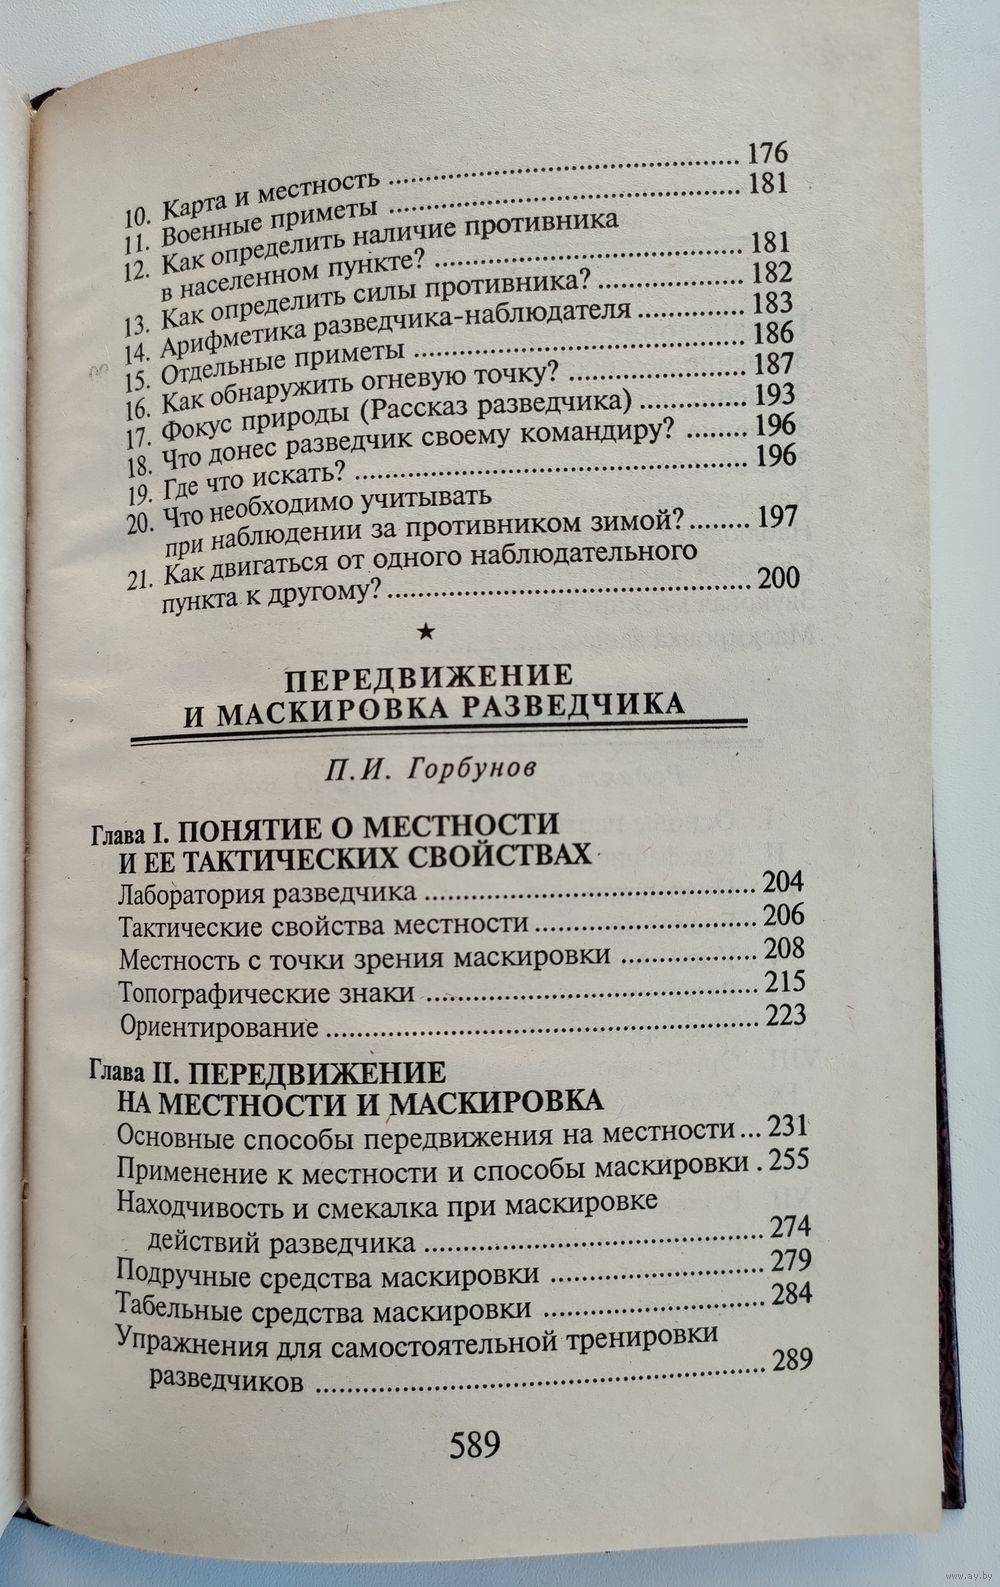 10. Карта и местность ........ 176
11. Военные приметы ........ 181
12. Как определить наличие противника
в населенном пункте? ........ 181
13. Как определить силы противника? ........ 182
14. Арифметика разведчика-наблюдателя ........ 183
15. Отдельные приметы ........ 186
16. Как обнаружить огневую точку? ........ 187
17. Фокус природы (Рассказ разведчика) ........ 193
18. Что донес разведчик своему командиру? ........ 196
19. Где что искать? ........ 196
20. Что необходимо учитывать
при наблюдении за противником зимой? ........ 197
21. Как двигаться от одного наблюдательного
пункта к другому? ........ 200
★
ПЕРЕДВИЖЕНИЕ
И МАСКИРОВКА РАЗВЕДЧИКА
П.И. Горбунов
Глава I. ПОНЯТИЕ О МЕСТНОСТИ
И ЕЕ ТАКТИЧЕСКИХ СВОЙСТВАХ
Лаборатория разведчика ........ 204
Тактические свойства местности ........ 206
Местность с точки зрения маскировки ........ 208
Топографические знаки ........ 215
Ориентирование ........ 223
Глава II. ПЕРЕДВИЖЕНИЕ
НА МЕСТНОСТИ И МАСКИРОВКА
Основные способы передвижения на местности ... 231
Применение к местности и способы маскировки . 255
Находчивость и смекалка при маскировке
действий разведчика ........ 274
Подручные средства маскировки ........ 279
Табельные средства маскировки ........ 284
Упражнения для самостоятельной тренировки
разведчиков ........ 289
589
www.ay.by